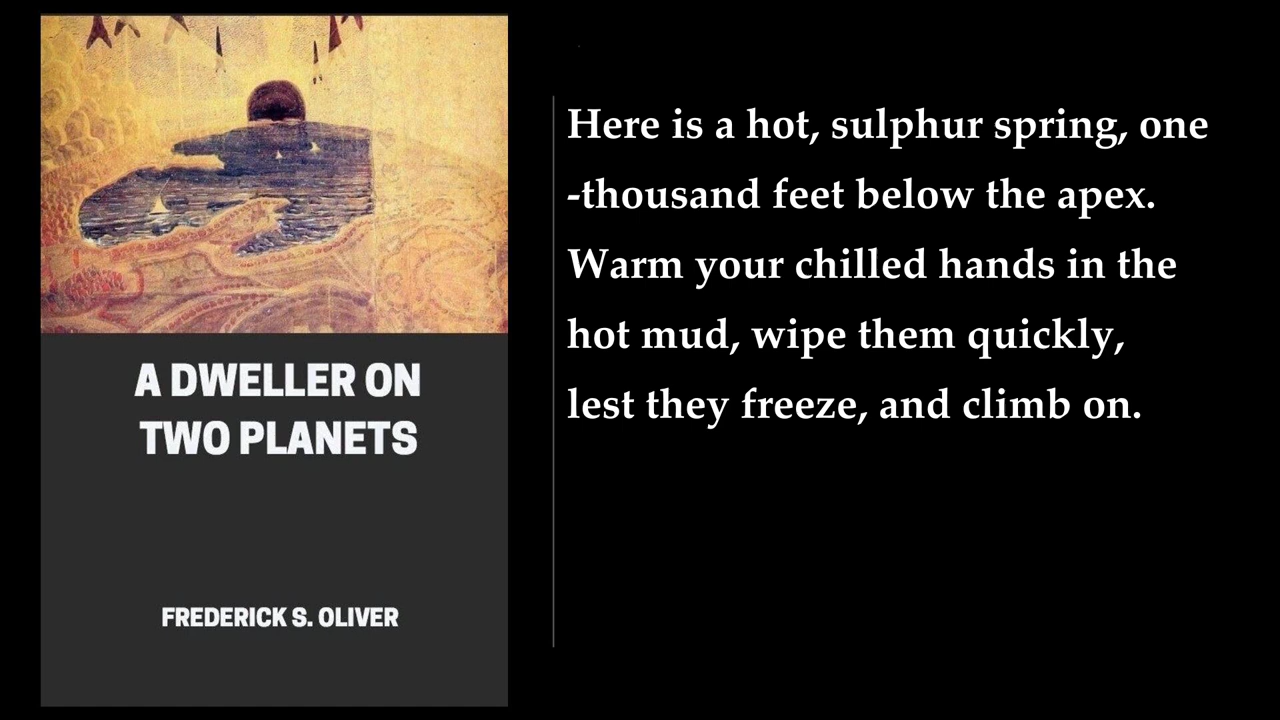 A DWELLER ON
TWO PLANETS
FREDERICK S. OLIVER
Here is a hot, sulphur spring, one
-thousand feet below the apex.
Warm your chilled hands in the
hot mud, wipe them quickly,
lest they freeze, and climb on.